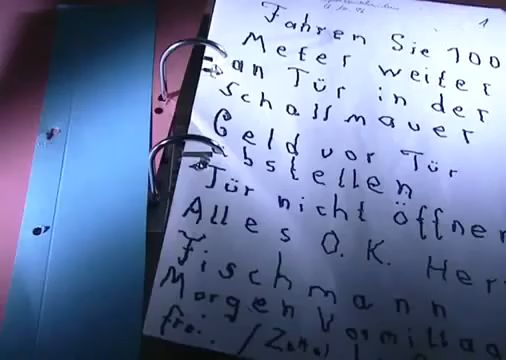 1
Fahren Sie 100
Meter weiter
an Tür in der
schallmauer
Geld vor Tür
abstellen
Tür nicht öffnen
Alles O.K. Herr
Fischmann
Morgen Vormittag
frei.